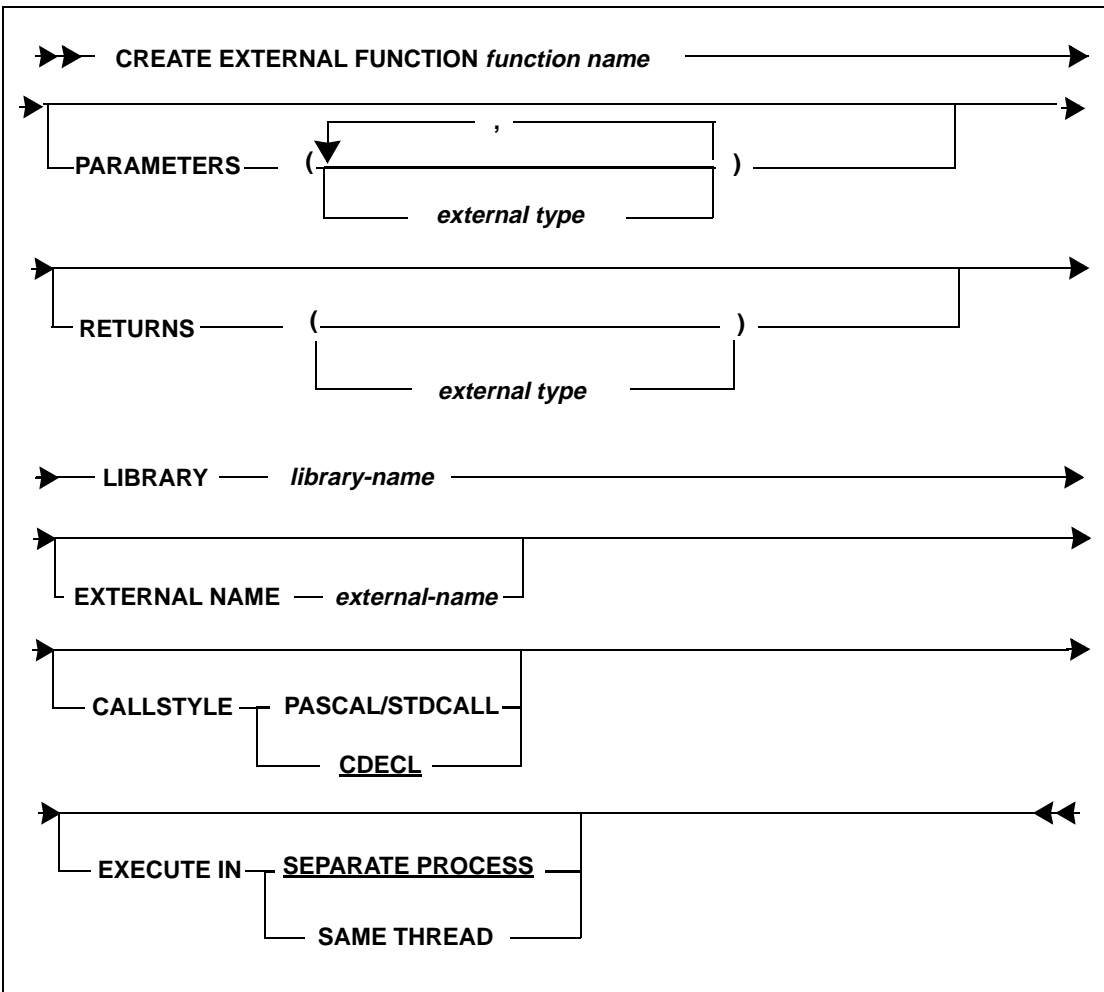 CREATE EXTERNAL FUNCTION function name
,
PARAMETERS ( )
external type
RETURNS ( )
external type
LIBRARY library-name
EXTERNAL NAME external-name
CALLSTYLE PASCAL/STDCALL
CDECL
EXECUTE IN SEPARATE PROCESS
SAME THREAD